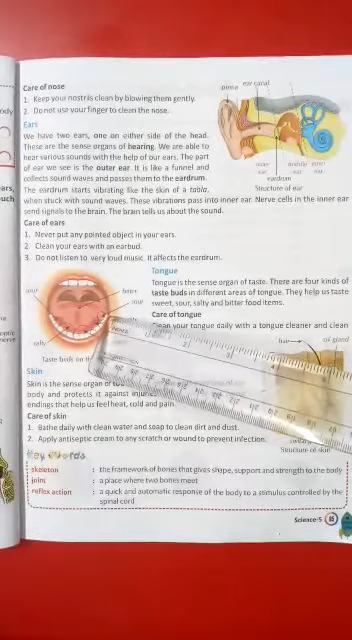 Care of nose
1. Keep your nostrils clean by blowing them gently.
2. Do not use your finger to clean the nose.
Ears
We have two ears, one on either side of the head.
These are the sense organs of hearing. We are able to
hear various sounds with the help of our ears. The part
of ear we see is the outer ear. It is like a funnel and
collects sound waves and passes them to the eardrum.
The eardrum starts vibrating like the skin of a tabla,
when stuck with sound waves. These vibrations pass into inner ear. Nerve cells in the inner ear
send signals to the brain. The brain tells us about the sound.
pinna ear canal
outer ear middle ear inner ear
eardrum
Structure of ear
Care of ears
1. Never put any pointed object in your ears.
2. Clean your ears with an earbud.
3. Do not listen to very loud music. It affects the eardrum.
Tongue
Tongue is the sense organ of taste. There are four kinds of
taste buds in different areas of tongue. They help us taste
sweet, sour, salty and bitter food items.
Care of tongue
Clean your tongue daily with a tongue cleaner and clean
sour
bitter
sour
salty
Taste buds on
hair
oil gland
Skin
Skin is the sense organ of
body and protects it against
endings that help us feel heat, cold and pain.
Care of skin
1. Bathe daily with clean water and soap to clean dirt and dust.
2. Apply antiseptic cream to any scratch or wound to prevent infection.
Structure of skin
Key Words
skeleton : the framework of bones that gives shape, support and strength to the body
joint : a place where two bones meet
reflex action : a quick and automatic response of the body to a stimulus controlled by the
spinal cord
Science-5